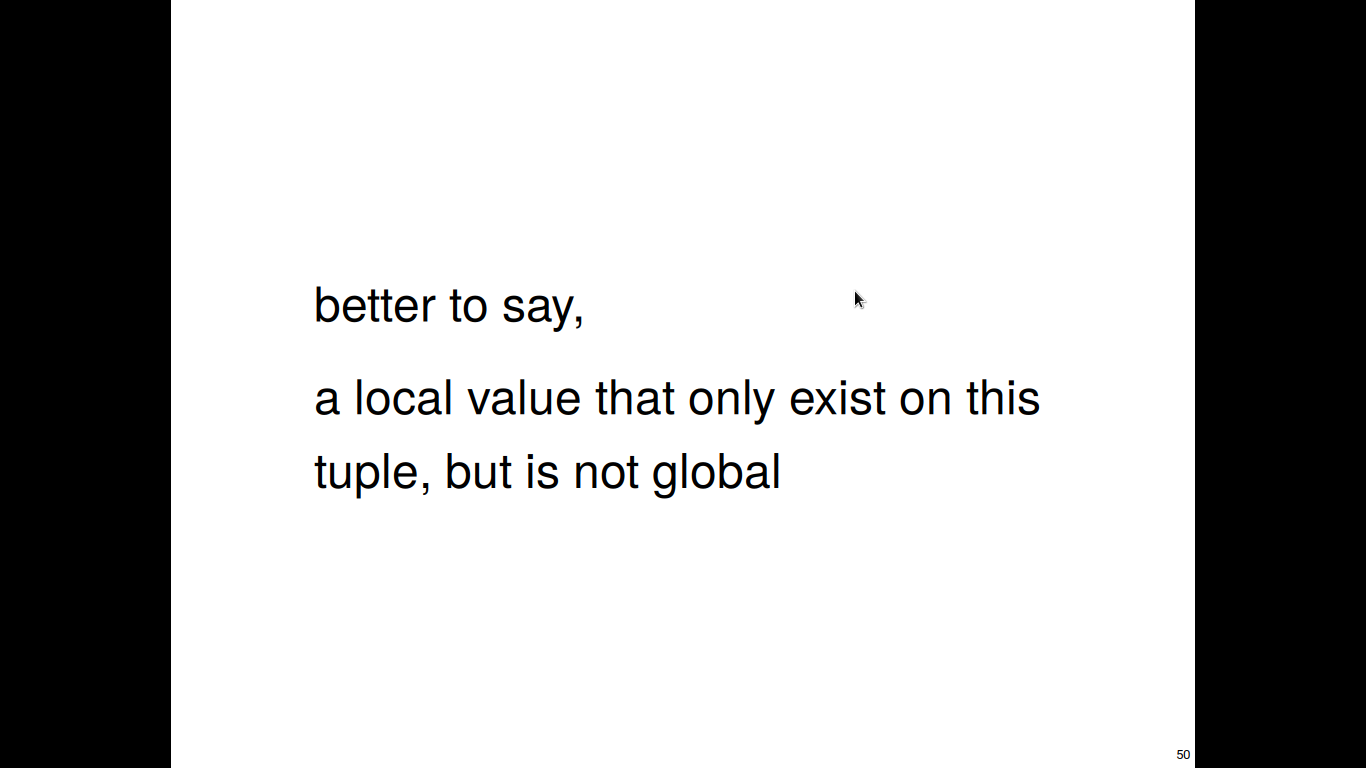 better to say,
a local value that only exist on this
tuple, but is not global
50